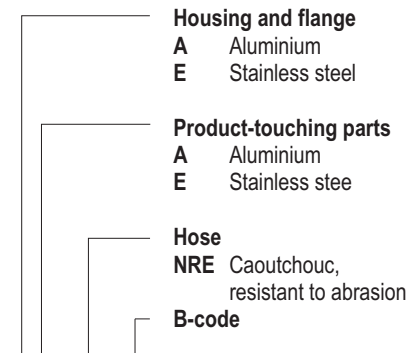 Housing and flange
A Aluminium
E Stainless steel
Product-touching parts
A Aluminium
E Stainless stee
Hose
NRE Caoutchouc,
resistant to abrasion
B-code